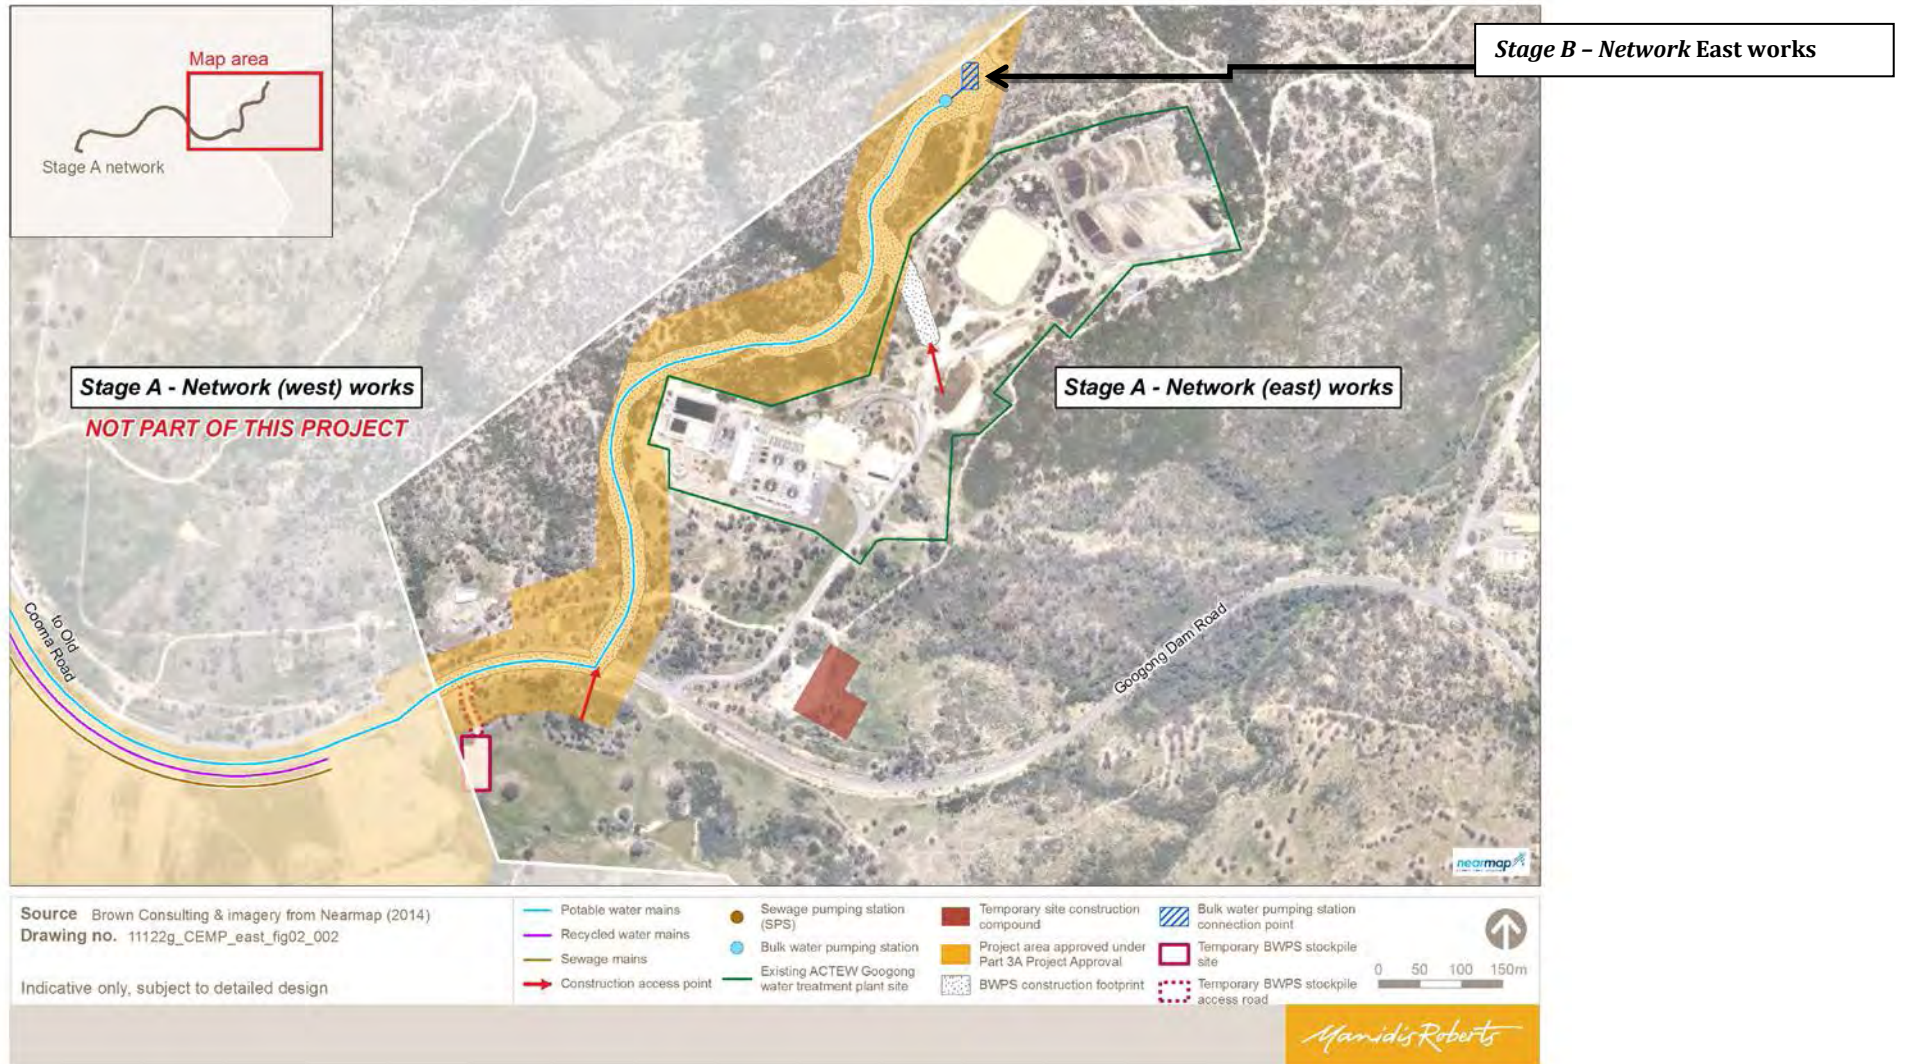 Map area
Stage A network
Stage B – Network East works
Stage A - Network (west) works
NOT PART OF THIS PROJECT
Stage A - Network (east) works
to Old
Cooma Road
Googong Dam Road
nearmap
Source Brown Consulting & imagery from Nearmap (2014)
Drawing no. 11122g_CEMP_east_fig02_002
Indicative only, subject to detailed design
Potable water mains
Recycled water mains
Sewage mains
Construction access point
Sewage pumping station
(SPS)
Bulk water pumping station
Existing ACTEW Googong
water treatment plant site
Temporary site construction
compound
Project area approved under
Part 3A Project Approval
BWPS construction footprint
Bulk water pumping station
connection point
Temporary BWPS stockpile
site
Temporary BWPS stockpile
access road
0 50 100 150m
Manidis Roberts